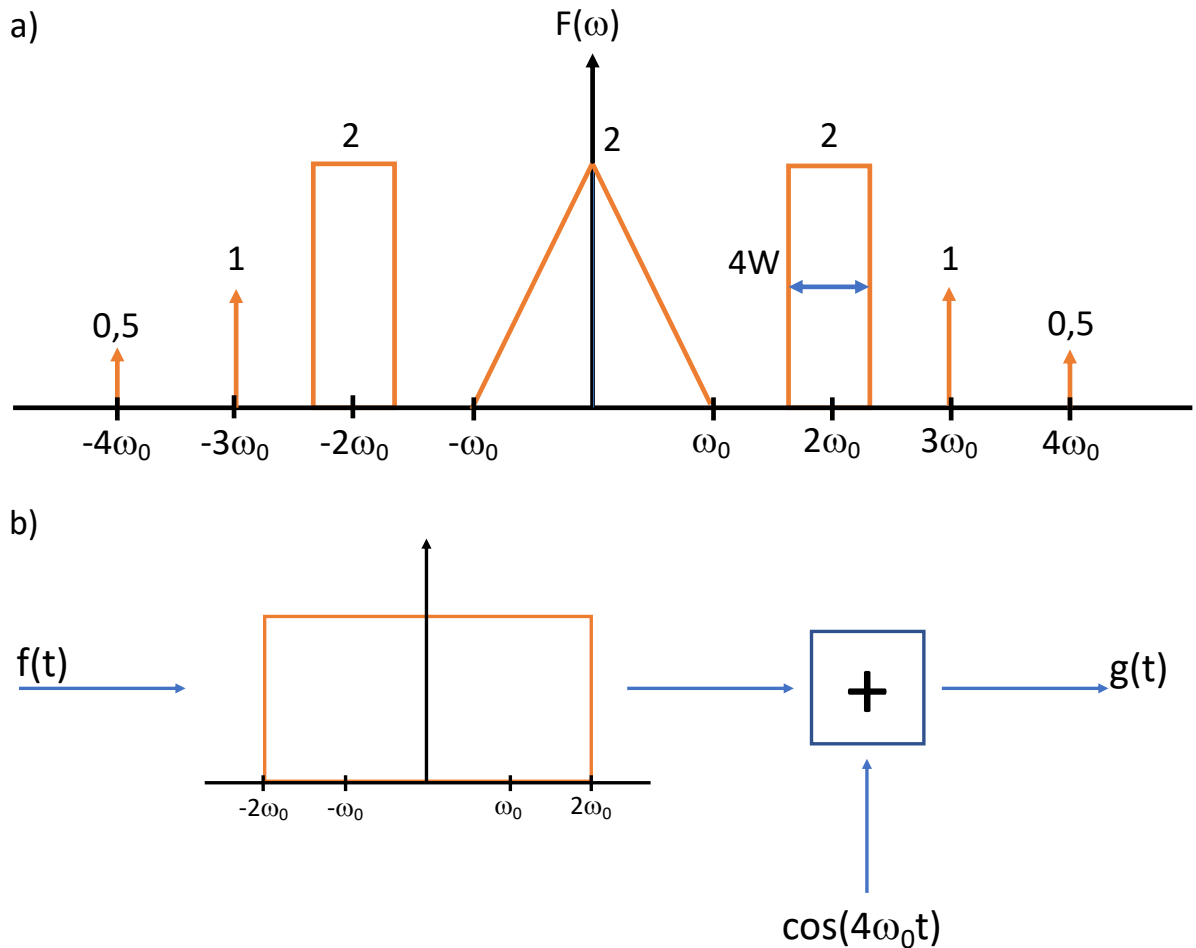 a)
F(ω)
2 2 2
4W
1 1
0,5 0,5
-4ω₀ -3ω₀ -2ω₀ -ω₀ ω₀ 2ω₀ 3ω₀ 4ω₀
b)
f(t) + g(t)
-2ω₀ -ω₀ ω₀ 2ω₀
cos(4ω₀t)